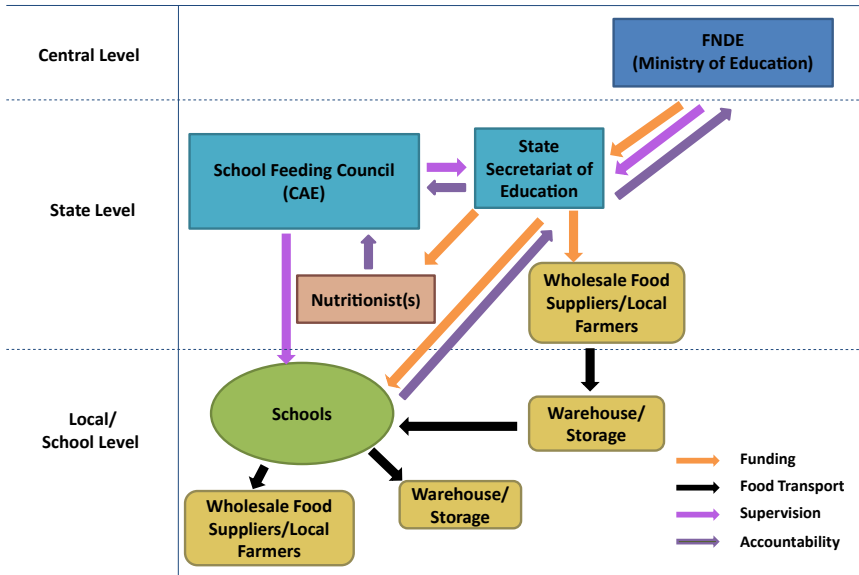 Central Level
FNDE
(Ministry of Education)
State Level
School Feeding Council
(CAE)
State
Secretariat of
Education
Nutritionist(s)
Wholesale Food
Suppliers/Local
Farmers
Local/
School Level
Schools
Warehouse/
Storage
Wholesale Food
Suppliers/Local
Farmers
Warehouse/
Storage
Funding
Food Transport
Supervision
Accountability